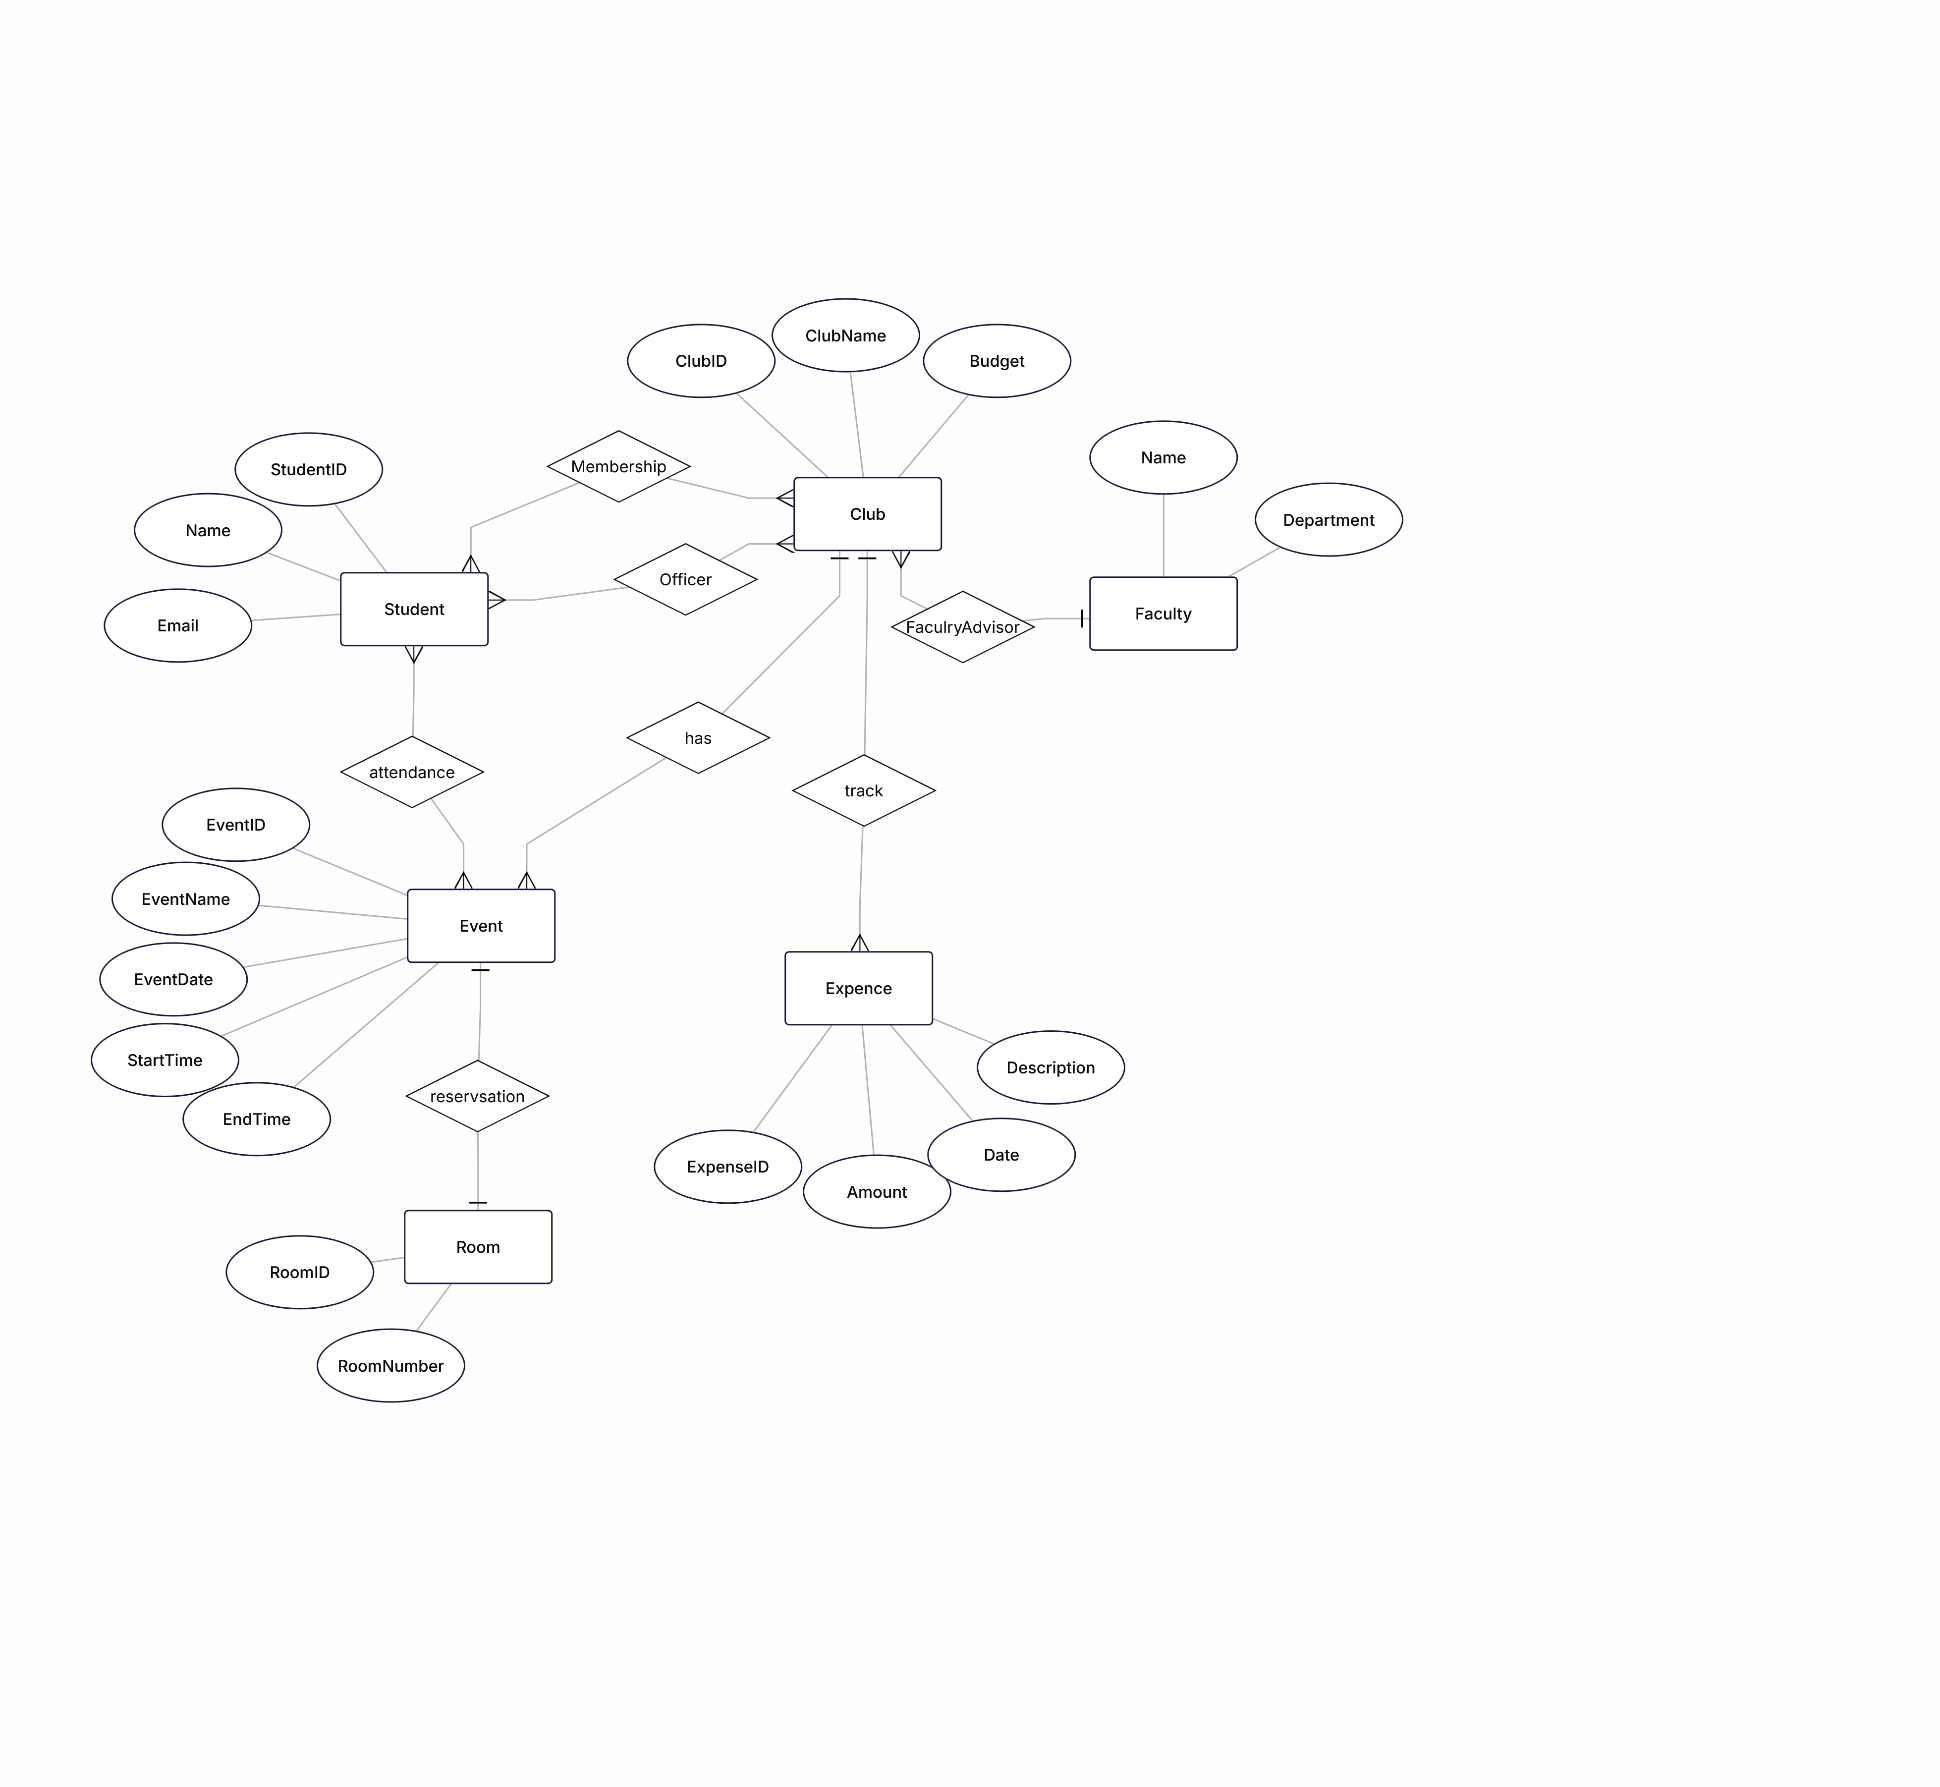 ClubName
ClubID
Budget
Name
Membership
StudentID
Club
Department
Name
Officer
Student
Faculty
Email
FaculryAdvisor
has
attendance
track
EventID
EventName
Event
EventDate
Expence
StartTime
Description
reservsation
EndTime
Date
ExpenseID
Amount
Room
RoomID
RoomNumber